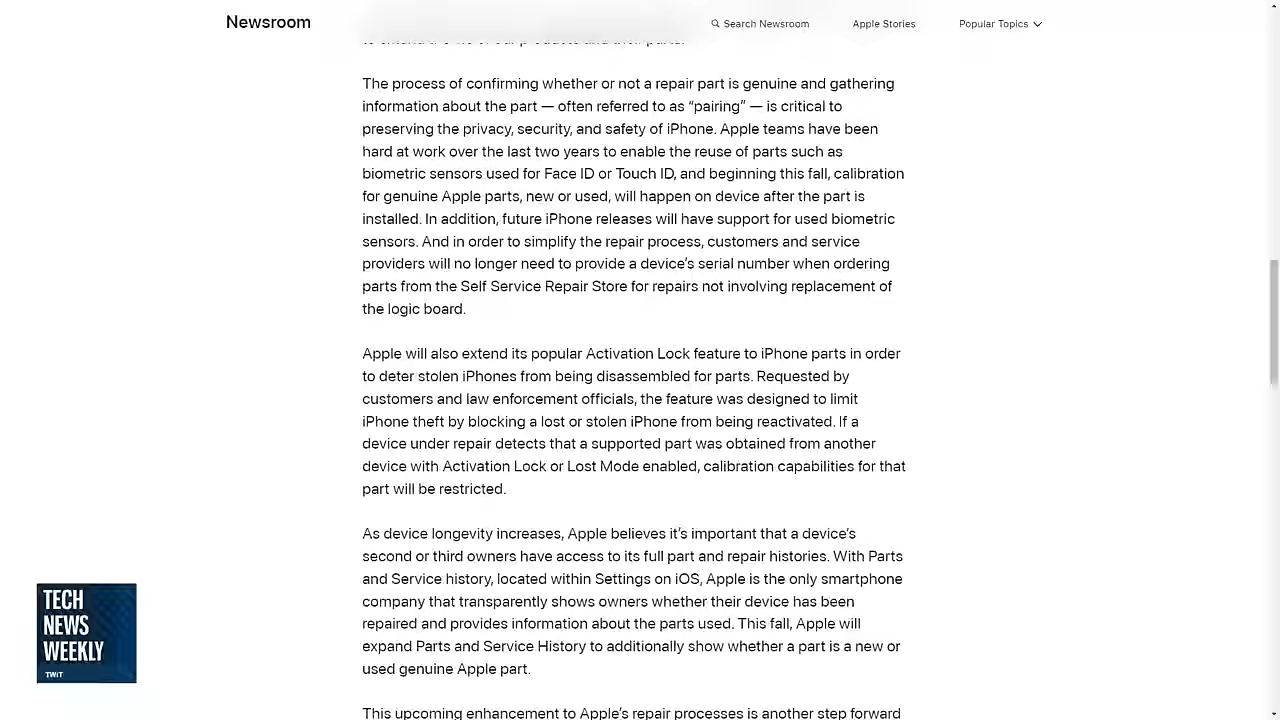 Newsroom
Search Newsroom
Apple Stories
Popular Topics
The process of confirming whether or not a repair part is genuine and gathering
information about the part — often referred to as “pairing” — is critical to
preserving the privacy, security, and safety of iPhone. Apple teams have been
hard at work over the last two years to enable the reuse of parts such as
biometric sensors used for Face ID or Touch ID, and beginning this fall, calibration
for genuine Apple parts, new or used, will happen on device after the part is
installed. In addition, future iPhone releases will have support for used biometric
sensors. And in order to simplify the repair process, customers and service
providers will no longer need to provide a device’s serial number when ordering
parts from the Self Service Repair Store for repairs not involving replacement of
the logic board.
Apple will also extend its popular Activation Lock feature to iPhone parts in order
to deter stolen iPhones from being disassembled for parts. Requested by
customers and law enforcement officials, the feature was designed to limit
iPhone theft by blocking a lost or stolen iPhone from being reactivated. If a
device under repair detects that a supported part was obtained from another
device with Activation Lock or Lost Mode enabled, calibration capabilities for that
part will be restricted.
As device longevity increases, Apple believes it’s important that a device’s
second or third owners have access to its full part and repair histories. With Parts
and Service history, located within Settings on iOS, Apple is the only smartphone
company that transparently shows owners whether their device has been
repaired and provides information about the parts used. This fall, Apple will
expand Parts and Service History to additionally show whether a part is a new or
used genuine Apple part.
This upcoming enhancement to Apple’s repair processes is another step forward
TECH
NEWS
WEEKLY
TWiT